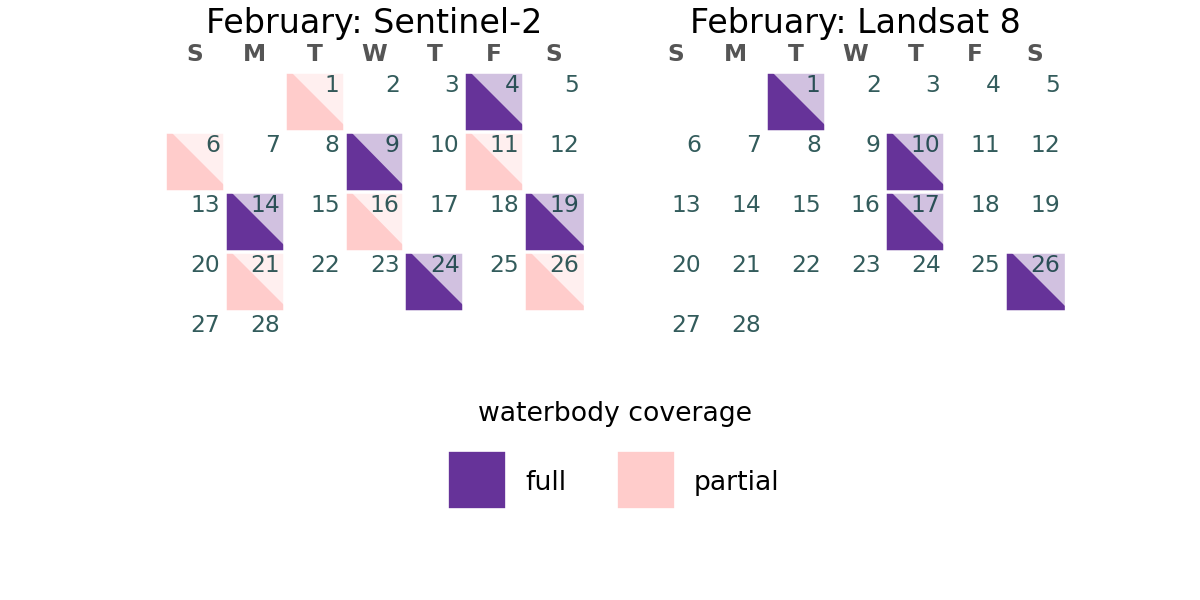 February: Sentinel-2
S M T W T F S
1 2 3 4 5
6 7 8 9 10 11 12
13 14 15 16 17 18 19
20 21 22 23 24 25 26
27 28
February: Landsat 8
S M T W T F S
1 2 3 4 5
6 7 8 9 10 11 12
13 14 15 16 17 18 19
20 21 22 23 24 25 26
27 28
waterbody coverage
full
partial